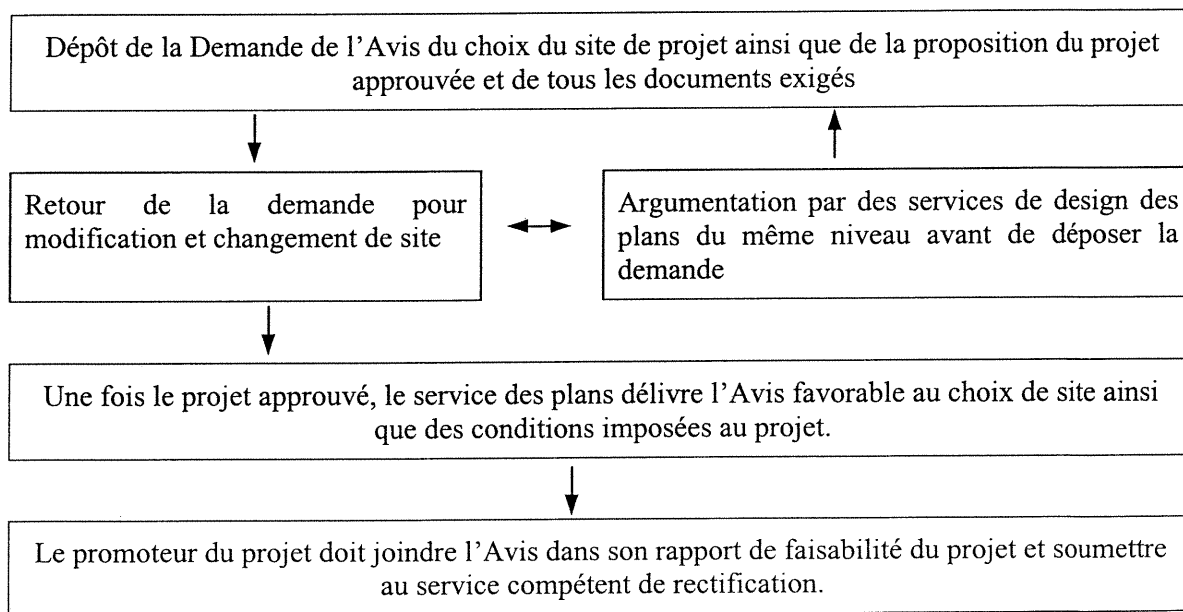 Dépôt de la Demande de l'Avis du choix du site de projet ainsi que de la proposition du projet
approuvée et de tous les documents exigés
Retour de la demande pour
modification et changement de site
Argumentation par des services de design des
plans du même niveau avant de déposer la
demande
Une fois le projet approuvé, le service des plans délivre l'Avis favorable au choix de site ainsi
que des conditions imposées au projet.
Le promoteur du projet doit joindre l'Avis dans son rapport de faisabilité du projet et soumettre
au service compétent de rectification.